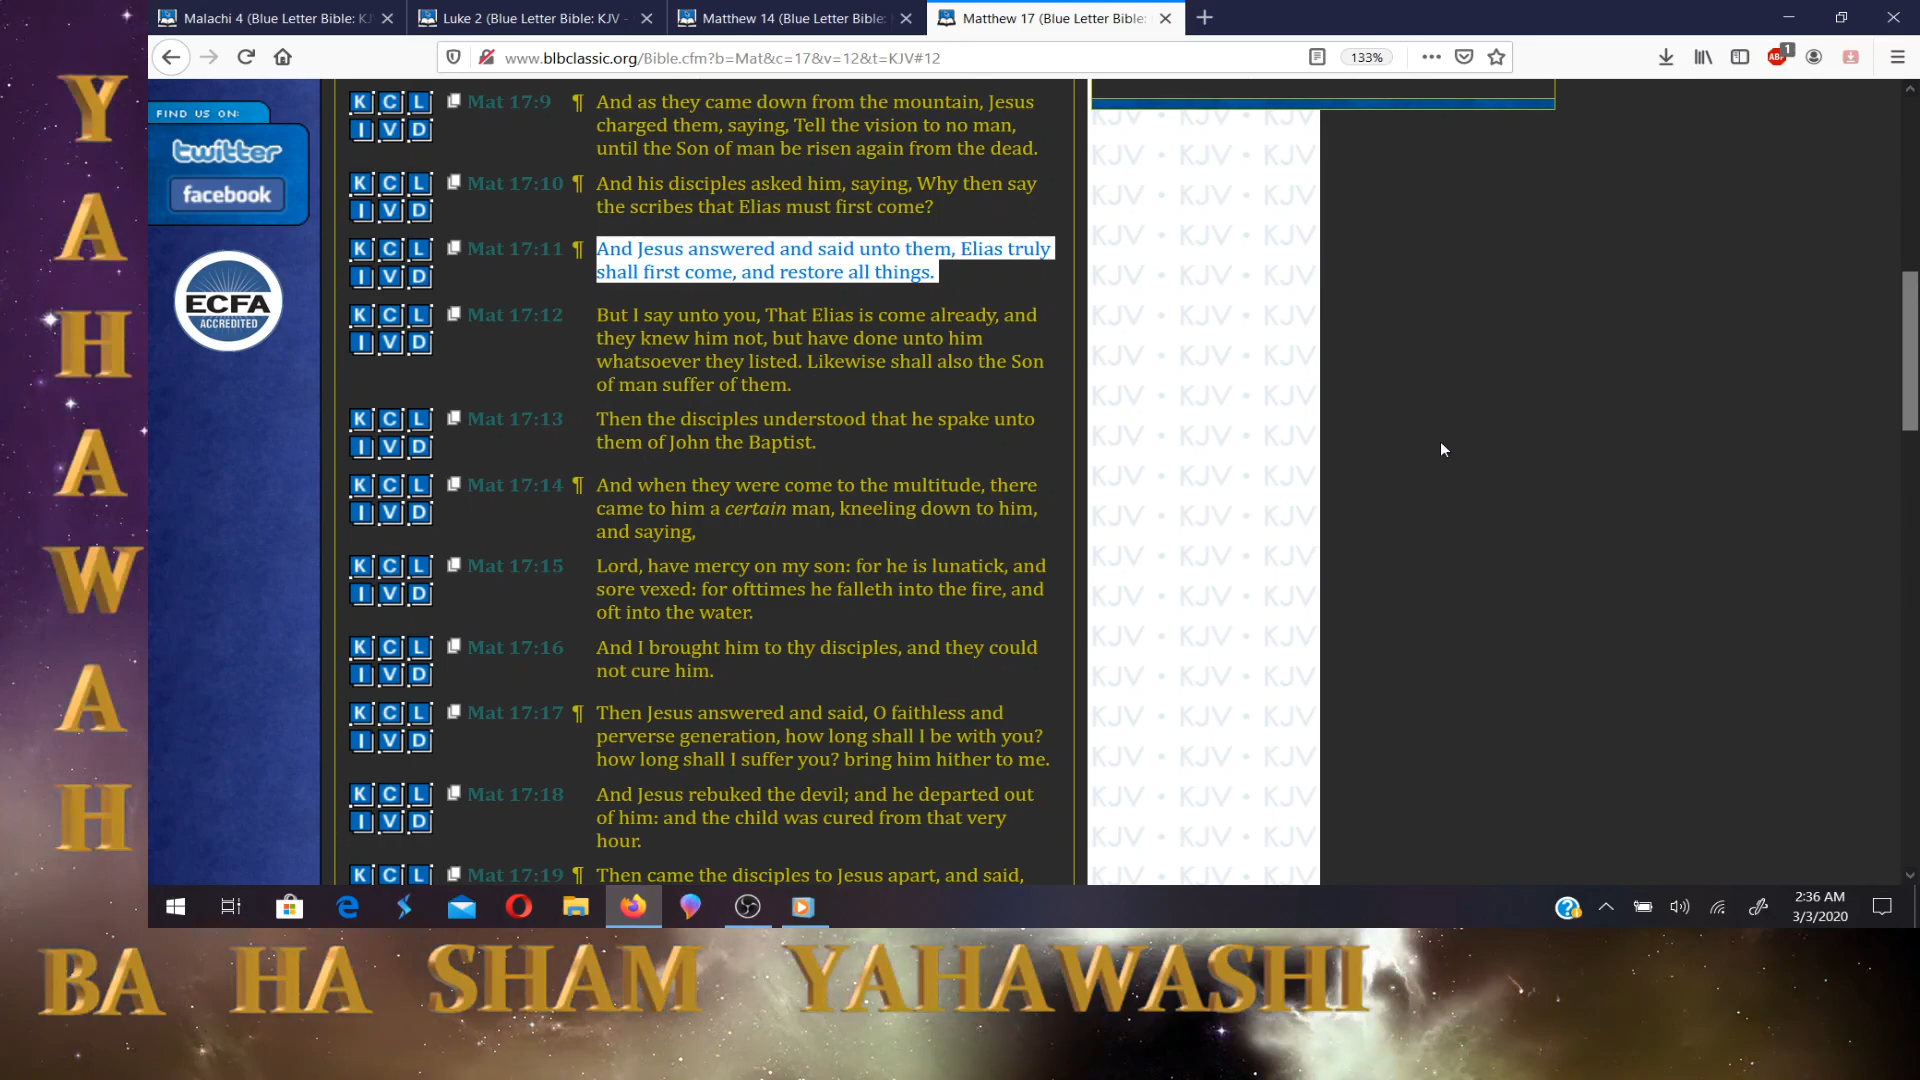 Malachi 4 (Blue Letter Bible: KJ
Luke 2 (Blue Letter Bible: KJV -
Matthew 14 (Blue Letter Bible:
Matthew 17 (Blue Letter Bible:
www.blbclassic.org/Bible.cfm?b=Mat&c=17&v=12&t=KJV#12
133%
ABP
1
FIND US ON:
twitter
facebook
ECFA
ACCREDITED
K C L
I V D
Mat 17:9 ¶ And as they came down from the mountain, Jesus
charged them, saying, Tell the vision to no man,
until the Son of man be risen again from the dead.
K C L
I V D
Mat 17:10 ¶ And his disciples asked him, saying, Why then say
the scribes that Elias must first come?
K C L
I V D
Mat 17:11 ¶ And Jesus answered and said unto them, Elias truly
shall first come, and restore all things.
K C L
I V D
Mat 17:12 But I say unto you, That Elias is come already, and
they knew him not, but have done unto him
whatsoever they listed. Likewise shall also the Son
of man suffer of them.
K C L
I V D
Mat 17:13 Then the disciples understood that he spake unto
them of John the Baptist.
K C L
I V D
Mat 17:14 ¶ And when they were come to the multitude, there
came to him a certain man, kneeling down to him,
and saying,
K C L
I V D
Mat 17:15 Lord, have mercy on my son: for he is lunatick, and
sore vexed: for ofttimes he falleth into the fire, and
oft into the water.
K C L
I V D
Mat 17:16 And I brought him to thy disciples, and they could
not cure him.
K C L
I V D
Mat 17:17 ¶ Then Jesus answered and said, O faithless and
perverse generation, how long shall I be with you?
how long shall I suffer you? bring him hither to me.
K C L
I V D
Mat 17:18 And Jesus rebuked the devil; and he departed out
of him: and the child was cured from that very
hour.
K C L
Mat 17:19 ¶ Then came the disciples to Jesus apart, and said,
KJV • KJV • KJV
2:36 AM
3/3/2020
YAHAWAH
BA HA SHAM YAHAWASHI